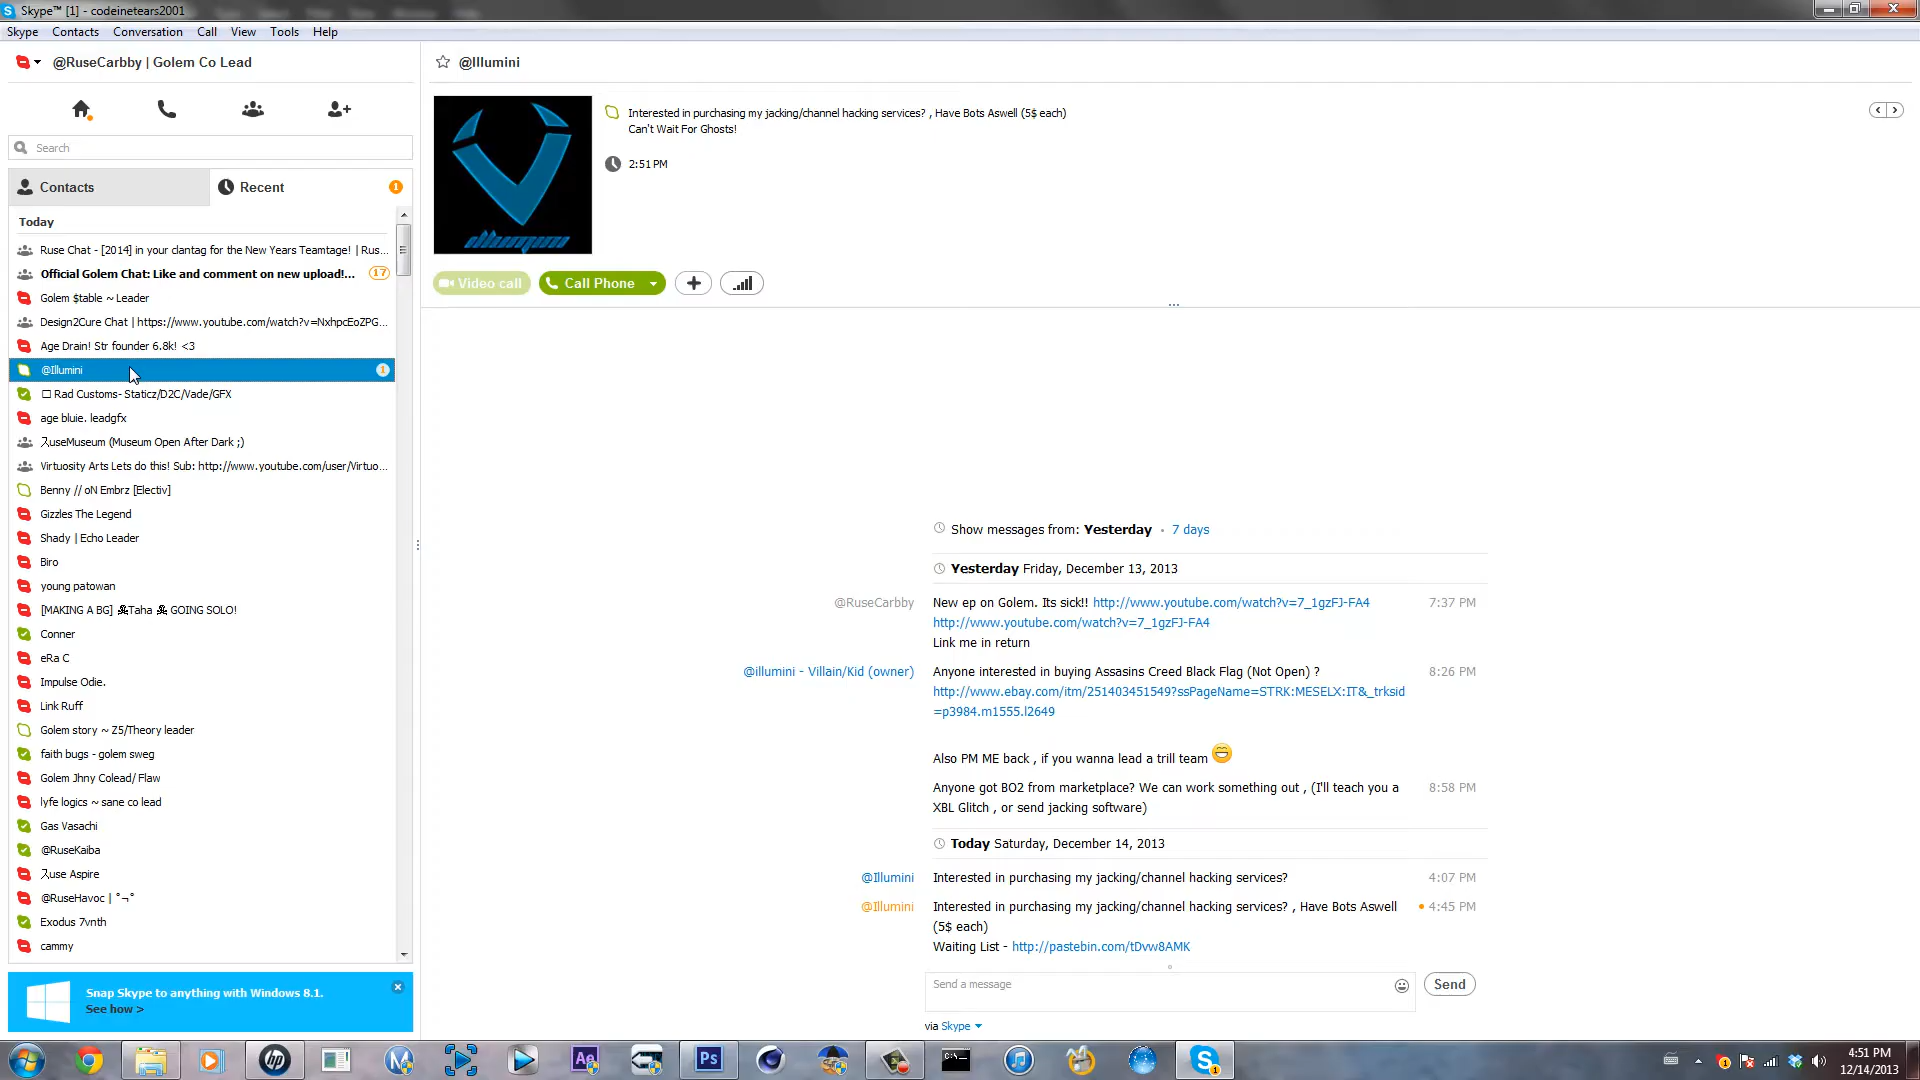 Skype™ [1] - codeinetears2001
Skype Contacts Conversation Call View Tools Help
@RuseCarbby | Golem Co Lead
Search
Contacts
Recent
1
Today
Ruse Chat - [2014] in your clantag for the New Years Teamtage! | Rus...
Official Golem Chat: Like and comment on new upload!...
17
Golem $table ~ Leader
Design2Cure Chat | https://www.youtube.com/watch?v=NxhpcEoZPG...
Age Drain! Str founder 6.8k! <3
@Illumini
1
☐ Rad Customs- Staticz/D2C/Vade/GFX
age bluie. leadgfx
useMuseum (Museum Open After Dark ;)
Virtuosity Arts Lets do this! Sub: http://www.youtube.com/user/Virtuo...
Benny // oN Embrz [Electiv]
Gizzles The Legend
Shady | Echo Leader
Biro
young patowan
[MAKING A BG] Taha GOING SOLO!
Conner
eRa C
Impulse Odie.
Link Ruff
Golem story ~ Z5/Theory leader
faith bugs - golem sweg
Golem Jhny Colead/ Flaw
lyfe logics ~ sane co lead
Gas Vasachi
@RuseKaiba
use Aspire
@RuseHavoc | °¬°
Exodus 7vnth
cammy
Snap Skype to anything with Windows 8.1.
See how >
@Illumini
Interested in purchasing my jacking/channel hacking services? , Have Bots Aswell (5$ each)
Can't Wait For Ghosts!
2:51 PM
Video call
Call Phone
Show messages from: Yesterday • 7 days
Yesterday Friday, December 13, 2013
@RuseCarbby
New ep on Golem. Its sick!! http://www.youtube.com/watch?v=7_1gzFJ-FA4
7:37 PM
http://www.youtube.com/watch?v=7_1gzFJ-FA4
Link me in return
@illumini - Villain/Kid (owner)
Anyone interested in buying Assasins Creed Black Flag (Not Open) ?
8:26 PM
http://www.ebay.com/itm/251403451549?ssPageName=STRK:MESELX:IT&_trksid
=p3984.m1555.l2649
Also PM ME back , if you wanna lead a trill team
Anyone got BO2 from marketplace? We can work something out , (I'll teach you a
8:58 PM
XBL Glitch , or send jacking software)
Today Saturday, December 14, 2013
@Illumini
Interested in purchasing my jacking/channel hacking services?
4:07 PM
@Illumini
Interested in purchasing my jacking/channel hacking services? , Have Bots Aswell
4:45 PM
(5$ each)
Waiting List - http://pastebin.com/tDvw8AMK
Send a message
Send
via Skype
hp
Ae
Ps
C:\_
4:51 PM
12/14/2013